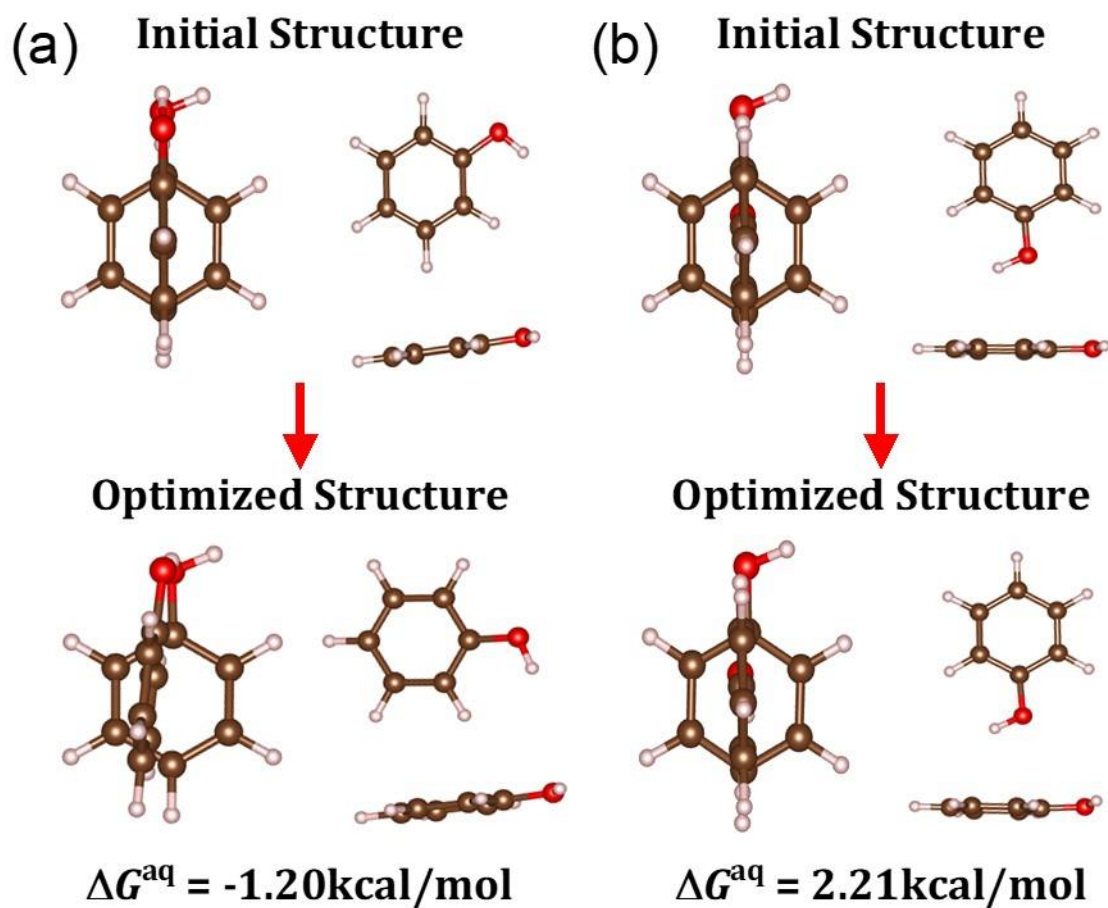 (a) Initial Structure
(b) Initial Structure
Optimized Structure
Optimized Structure
ΔG^aq = -1.20kcal/mol
ΔG^aq = 2.21kcal/mol